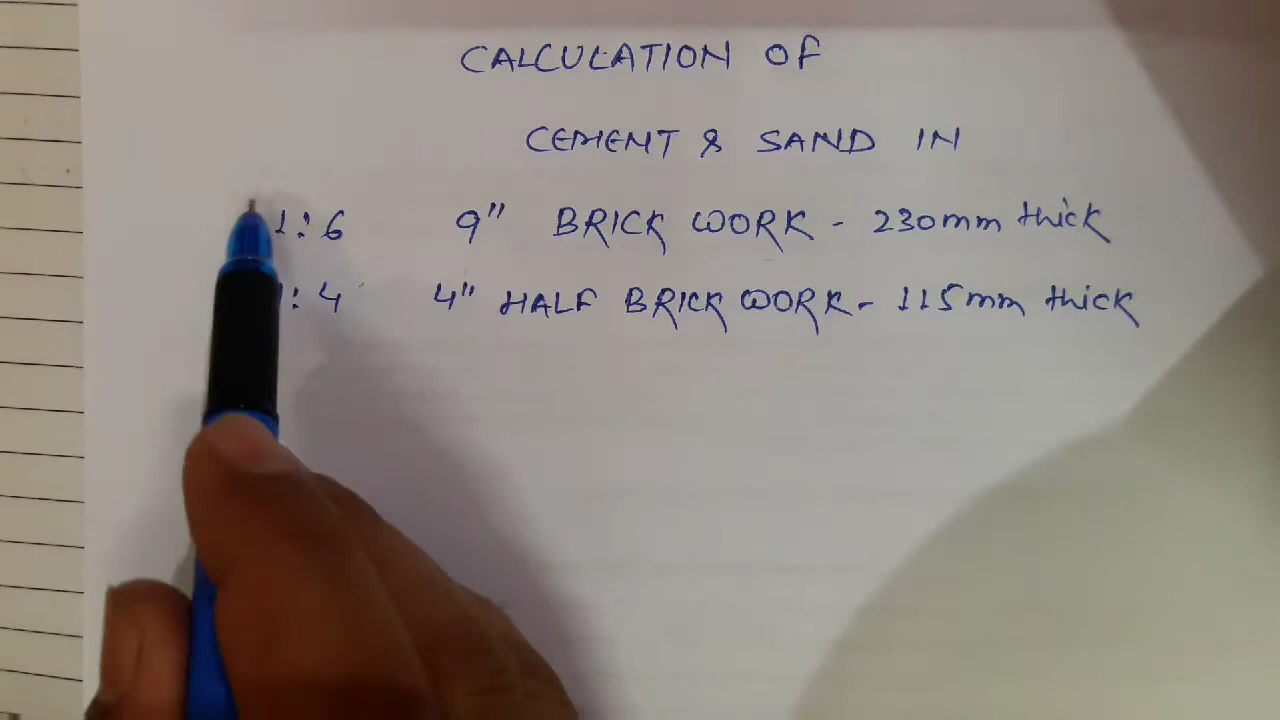 CALCULATION OF
CEMENT & SAND IN
1:6 9" BRICK WORK - 230mm thick
1:4 4" HALF BRICK WORK - 115mm thick